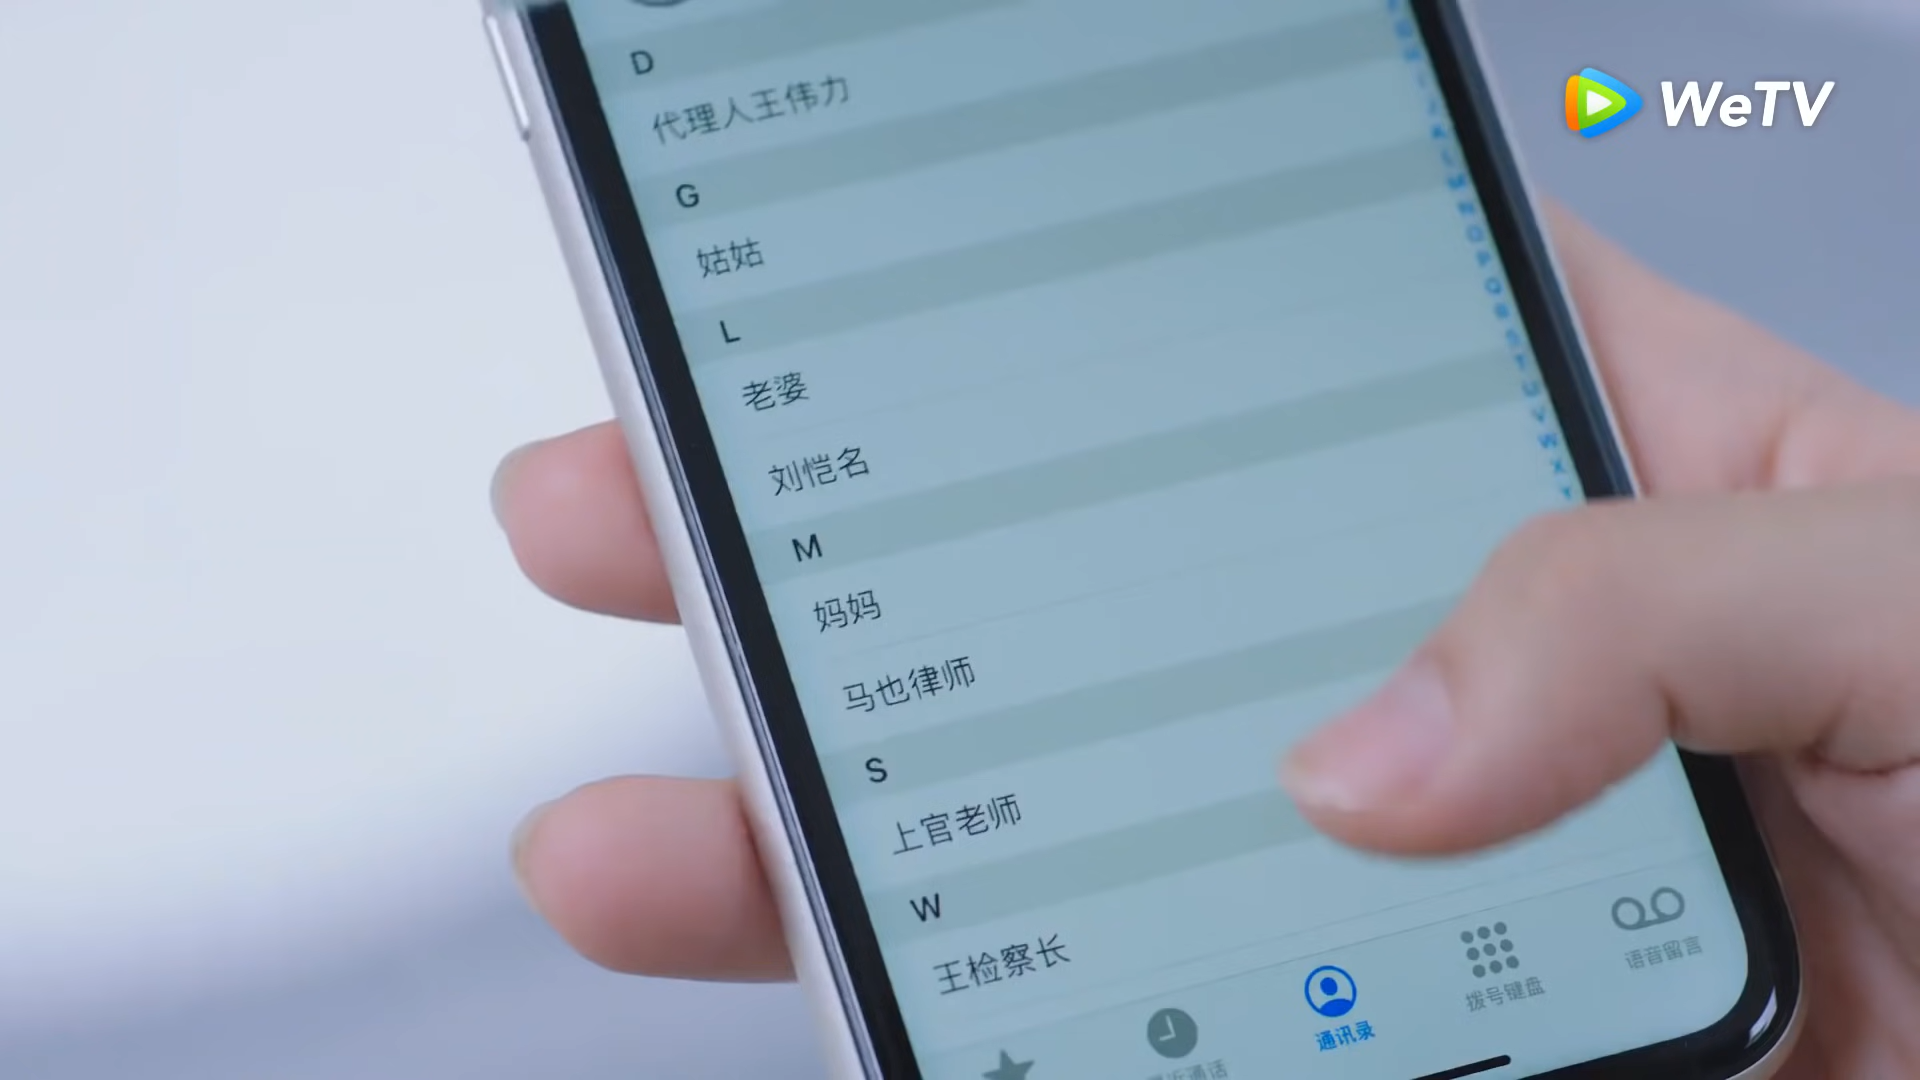 WeTV
D
代理人王伟力
G
姑姑
L
老婆
刘恺名
M
妈妈
马也律师
S
上官老师
W
王检察长
通讯录
拨号键盘
语音留言